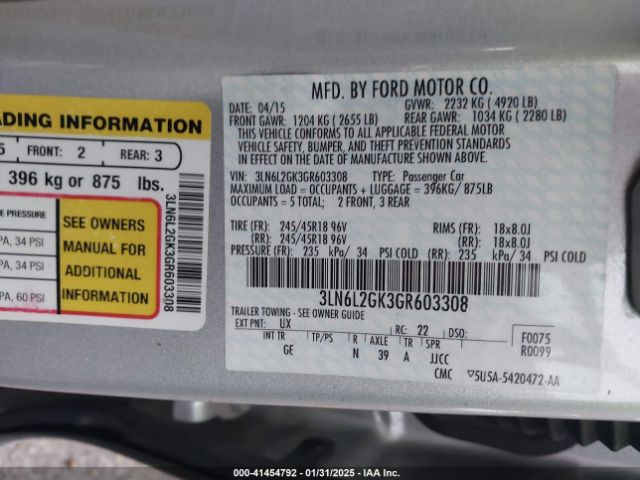 ADING INFORMATION
5 FRONT: 2 REAR: 3
396 kg or 875 lbs.
E PRESSURE
PA, 34 PSI
PA, 34 PSI
PA, 60 PSI
SEE OWNERS
MANUAL FOR
ADDITIONAL
INFORMATION
3LN6L2GK3GR603308
MFD. BY FORD MOTOR CO.
DATE: 04/15 GVWR: 2232 KG ( 4920 LB)
FRONT GAWR: 1204 KG ( 2655 LB) REAR GAWR: 1034 KG ( 2280 LB)
THIS VEHICLE CONFORMS TO ALL APPLICABLE FEDERAL MOTOR
VEHICLE SAFETY, BUMPER, AND THEFT PREVENTION STANDARDS IN
EFFECT ON THE DATE OF MANUFACTURE SHOWN ABOVE.
VIN: 3LN6L2GK3GR603308 TYPE: Passenger Car
MAXIMUM LOAD = OCCUPANTS + LUGGAGE = 396KG/ 875LB
OCCUPANTS = 5 TOTAL; 2 FRONT, 3 REAR
TIRE (FR): 245/45R18 96V RIMS (FR): 18x8.0J
(RR): 245/45R18 96V (RR): 18x8.0J
PRESSURE (FR): 235 kPa/ 34 PSI COLD (RR): 235 kPa/ 34 PSI COLD
3LN6L2GK3GR603308
TRAILER TOWING – SEE OWNER GUIDE
EXT PNT: UX RC: 22 DSO: F0075
INT TR TP/PS R AXLE TR SPR R0099
GE N 39 A JJCC
CMC ▽5U5A-5420472-AA
000-41454792 - 01/31/2025 - IAA Inc.